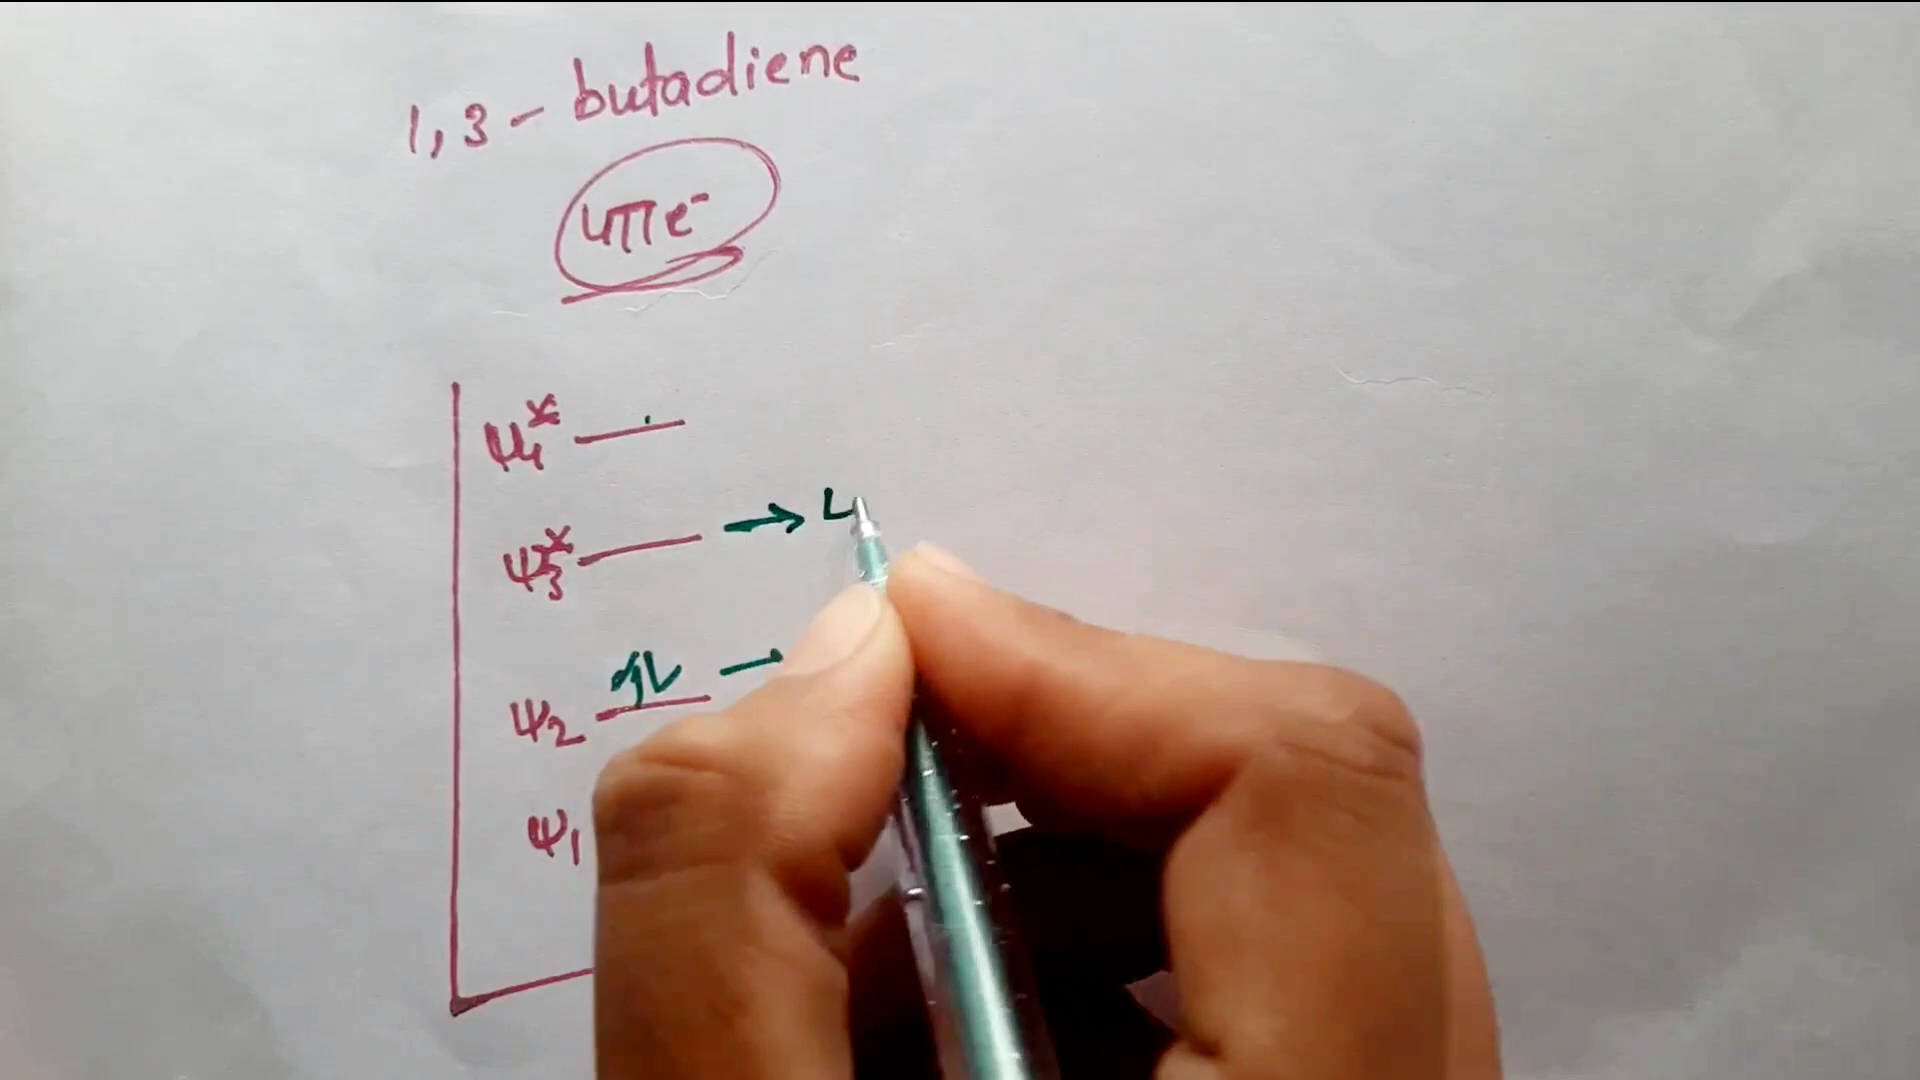 1,3-butadiene
4πe⁻
ψ₄*
ψ₃* → L
ψ₂ ⥮
ψ₁